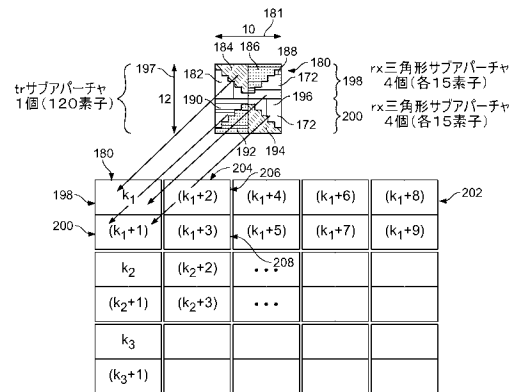 181
10
184
186
188
180
197
182
172
198
rx三角形サブアパーチャ
4個(各15素子)
trサブアパーチャ
1個(120素子)
190
196
12
172
200
rx三角形サブアパーチャ
4個(各15素子)
192
194
180
204
206
198
k1
(k1+2)
(k1+4)
(k1+6)
(k1+8)
202
200
(k1+1)
(k1+3)
(k1+5)
(k1+7)
(k1+9)
208
k2
(k2+2)
•••
(k2+1)
(k2+3)
•••
k3
(k3+1)